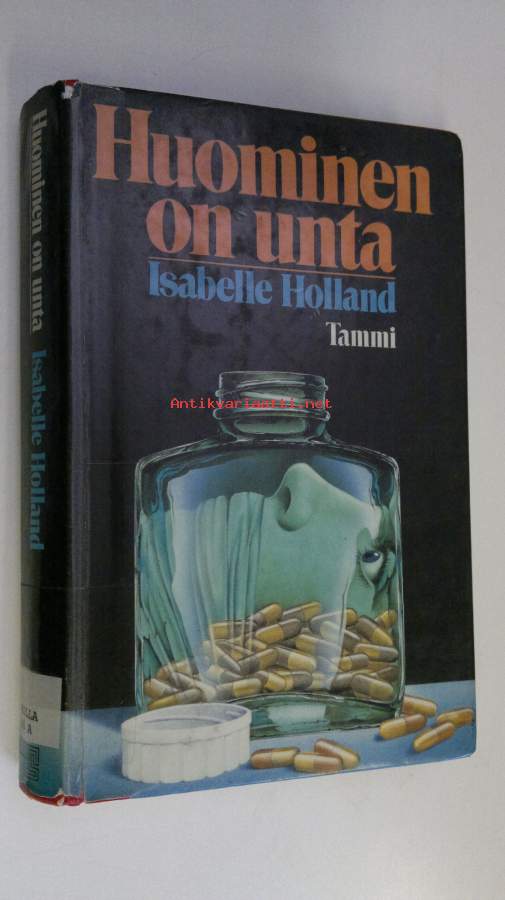 Huominen
on unta
Isabelle Holland
Tammi
Antikvariaatti.net
Huominen on unta Isabelle Holland